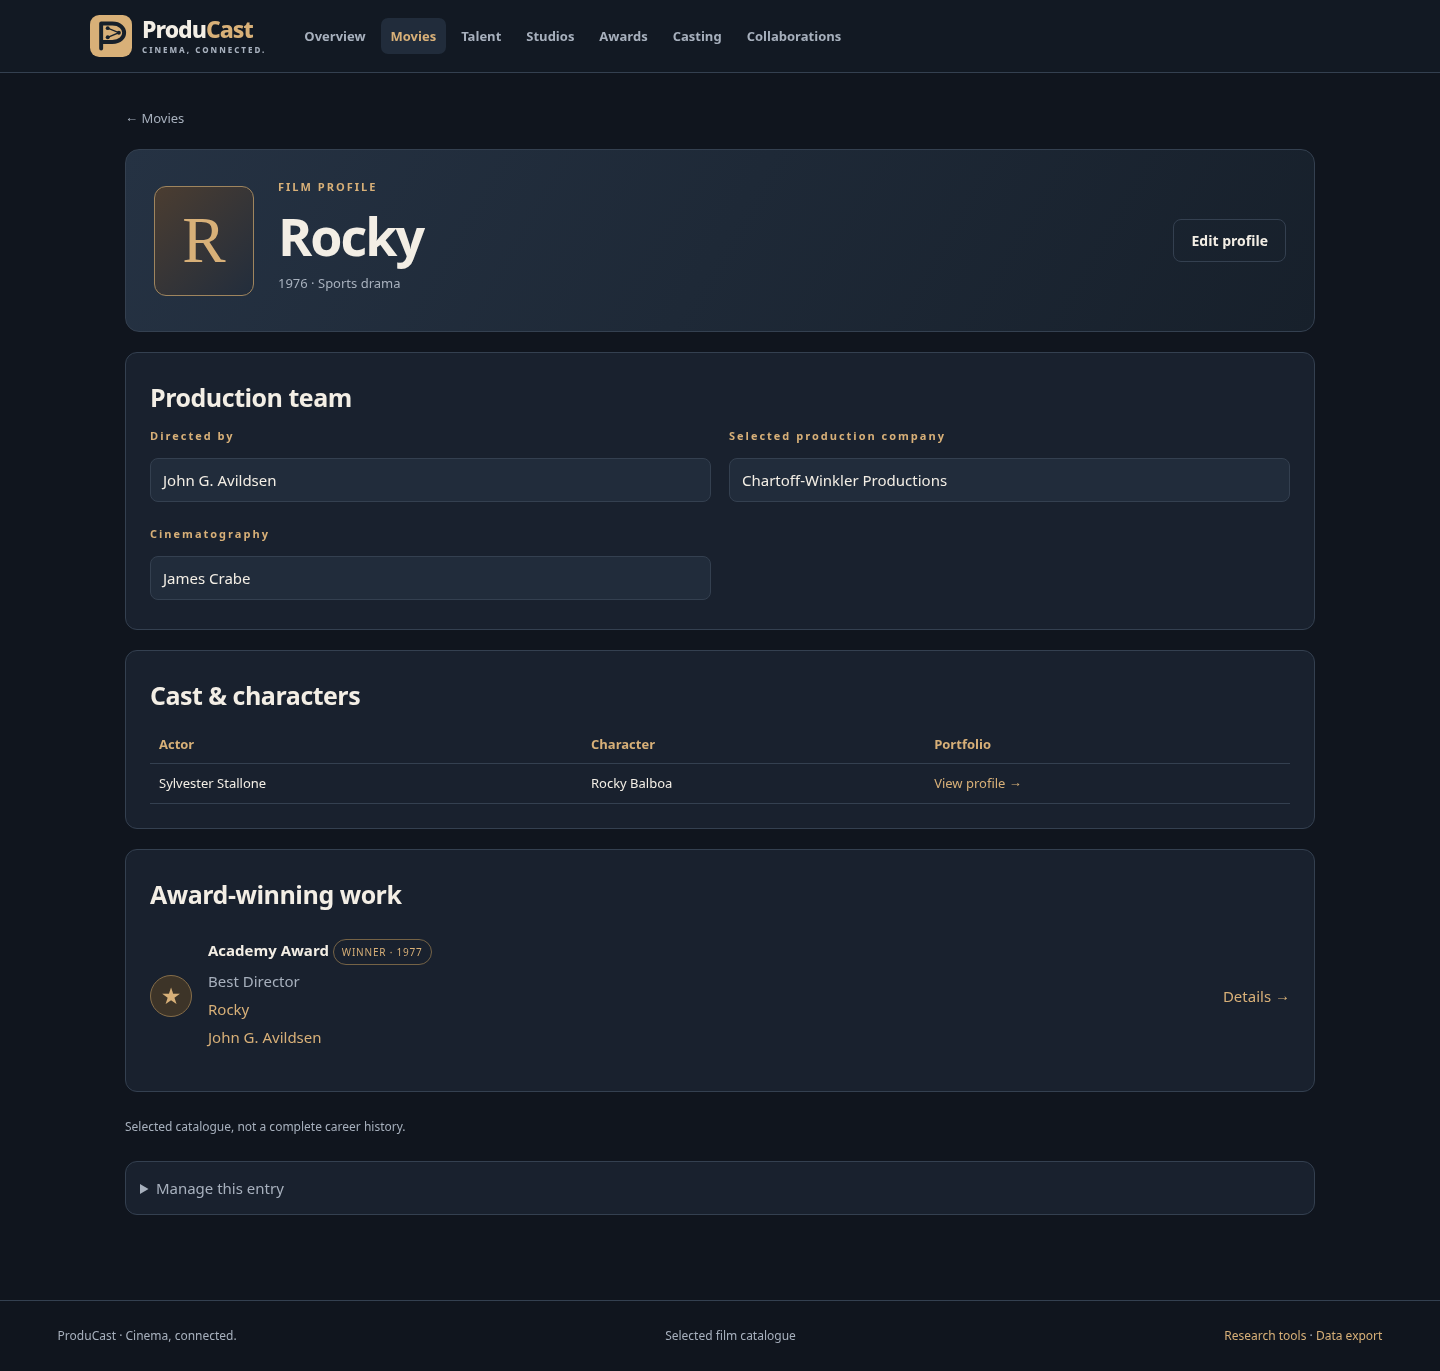 ProduCast
CINEMA, CONNECTED.
Overview Movies Talent Studios Awards Casting Collaborations
← Movies
R
FILM PROFILE
Rocky
1976 · Sports drama
Edit profile
Production team
Directed by
John G. Avildsen
Selected production company
Chartoff-Winkler Productions
Cinematography
James Crabe
Cast & characters
Actor Character Portfolio
Sylvester Stallone Rocky Balboa View profile →
Award-winning work
Academy Award WINNER · 1977
Best Director
Rocky
John G. Avildsen
Details →
Selected catalogue, not a complete career history.
▶ Manage this entry
ProduCast · Cinema, connected. Selected film catalogue Research tools · Data export